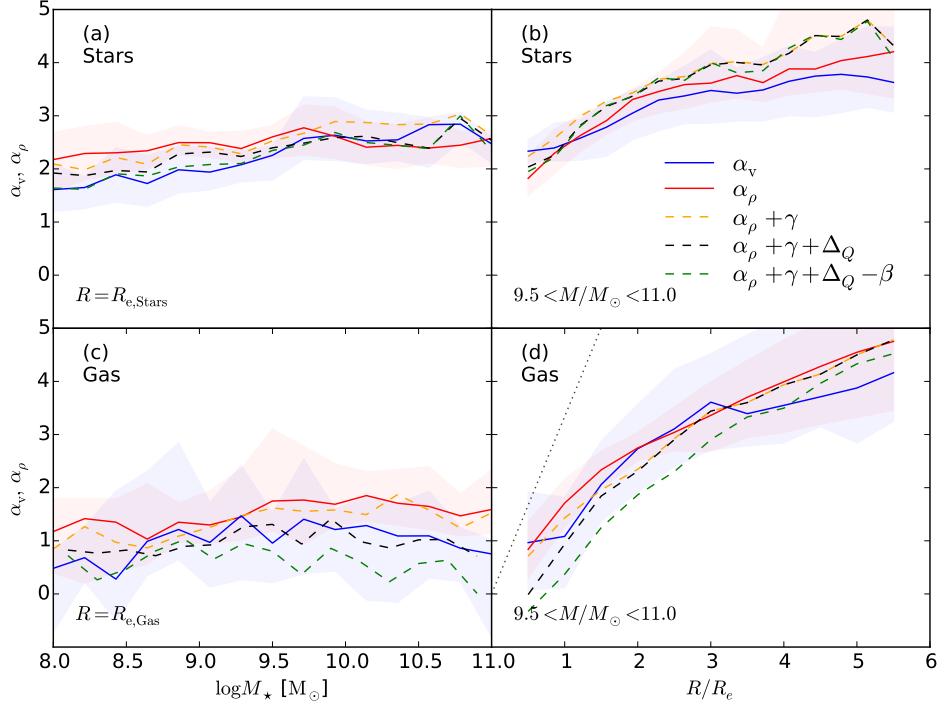 5
4
3
2
1
0
αv, αρ
(a)
Stars
R=Re,Stars
(b)
Stars
αv
αρ
αρ+γ
αρ+γ+ΔQ
αρ+γ+ΔQ−β
9.5<M/M⊙<11.0
5
4
3
2
1
0
αv, αρ
(c)
Gas
R=Re,Gas
(d)
Gas
9.5<M/M⊙<11.0
8.0 8.5 9.0 9.5 10.0 10.5 11.0
1 2 3 4 5 6
logM⋆ [M⊙]
R/Re